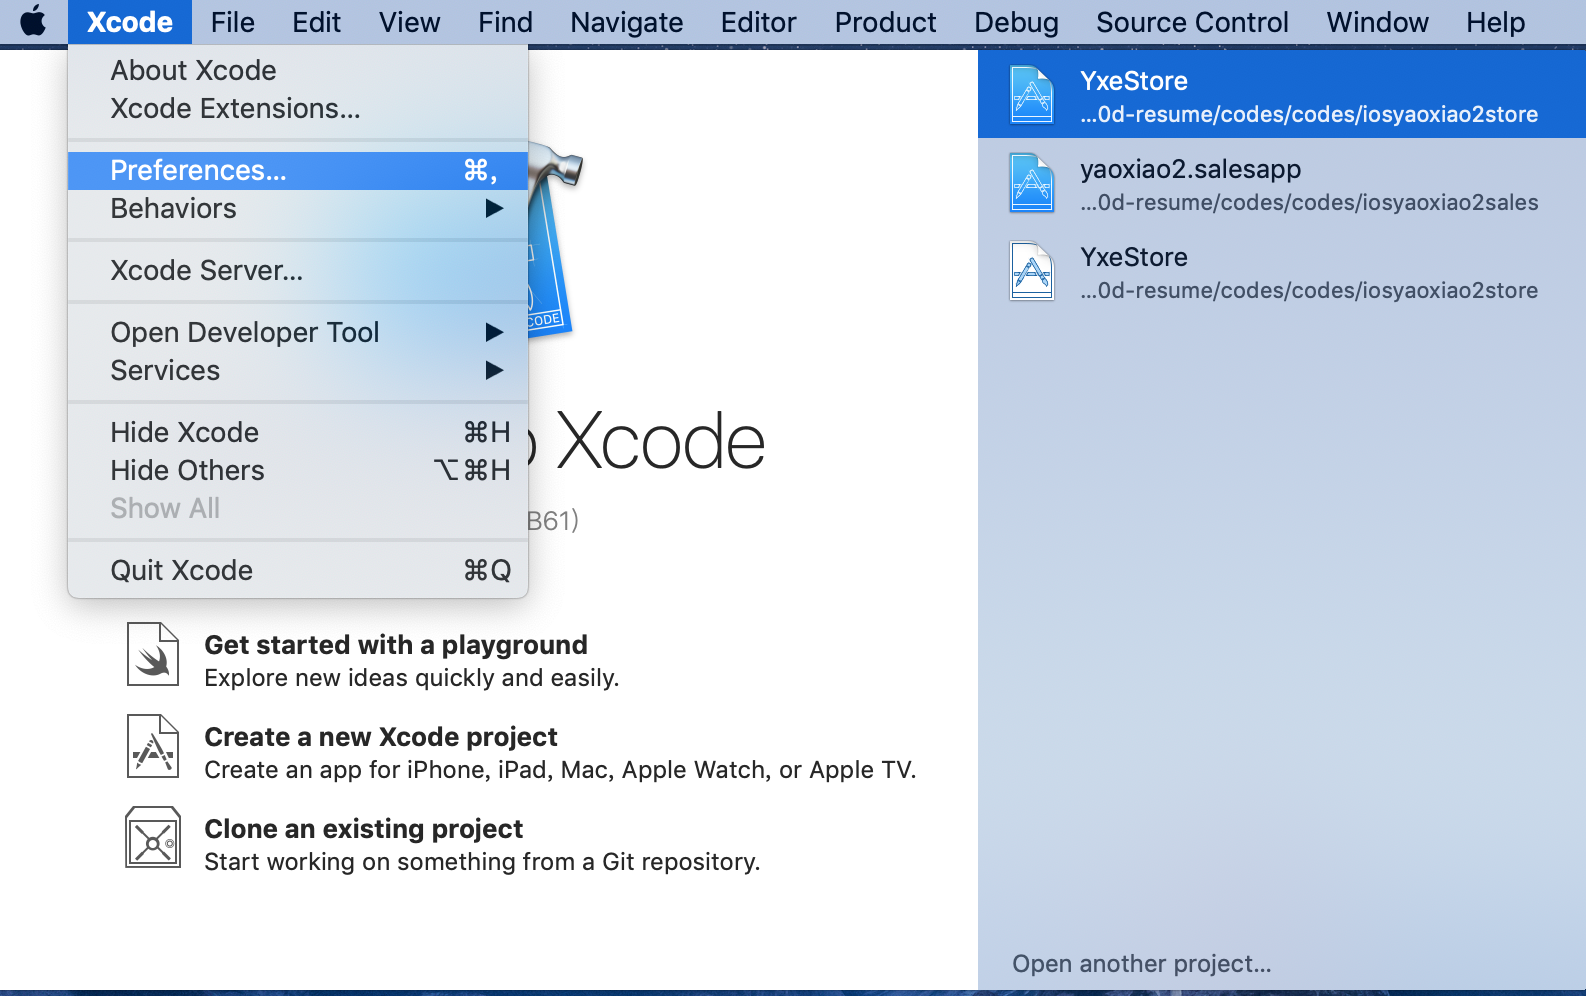 Xcode File Edit View Find Navigate Editor Product Debug Source Control Window Help
About Xcode
Xcode Extensions...
Preferences... ⌘,
Behaviors
Xcode Server...
Open Developer Tool
Services
Hide Xcode ⌘H
Hide Others ⌥⌘H
Show All
Quit Xcode ⌘Q
CODE
Xcode
B61)
Get started with a playground
Explore new ideas quickly and easily.
Create a new Xcode project
Create an app for iPhone, iPad, Mac, Apple Watch, or Apple TV.
Clone an existing project
Start working on something from a Git repository.
YxeStore
...0d-resume/codes/codes/iosyaoxiao2store
yaoxiao2.salesapp
...0d-resume/codes/codes/iosyaoxiao2sales
YxeStore
...0d-resume/codes/codes/iosyaoxiao2store
Open another project...